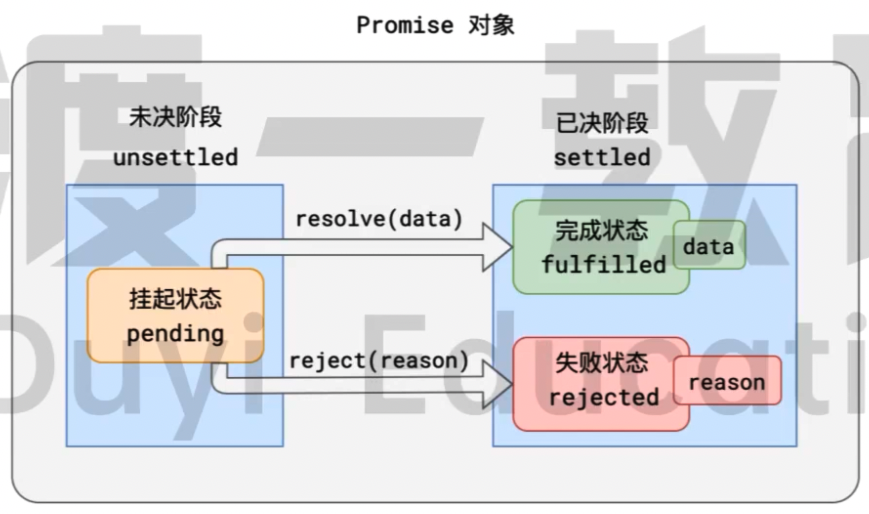 Promise 对象
未决阶段
unsettled
已决阶段
settled
resolve(data)
完成状态
fulfilled
data
挂起状态
pending
reject(reason)
失败状态
rejected
reason
渡一教
Duyi Educati